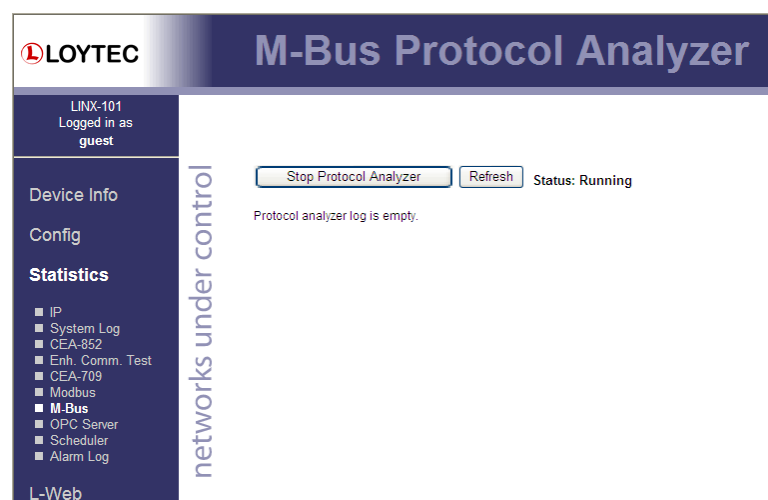 LOYTEC
M-Bus Protocol Analyzer
LINX-101
Logged in as
guest
Device Info
Config
Statistics
IP
System Log
CEA-852
Enh. Comm. Test
CEA-709
Modbus
M-Bus
OPC Server
Scheduler
Alarm Log
L-Web
networks under control
Stop Protocol Analyzer Refresh Status: Running
Protocol analyzer log is empty.